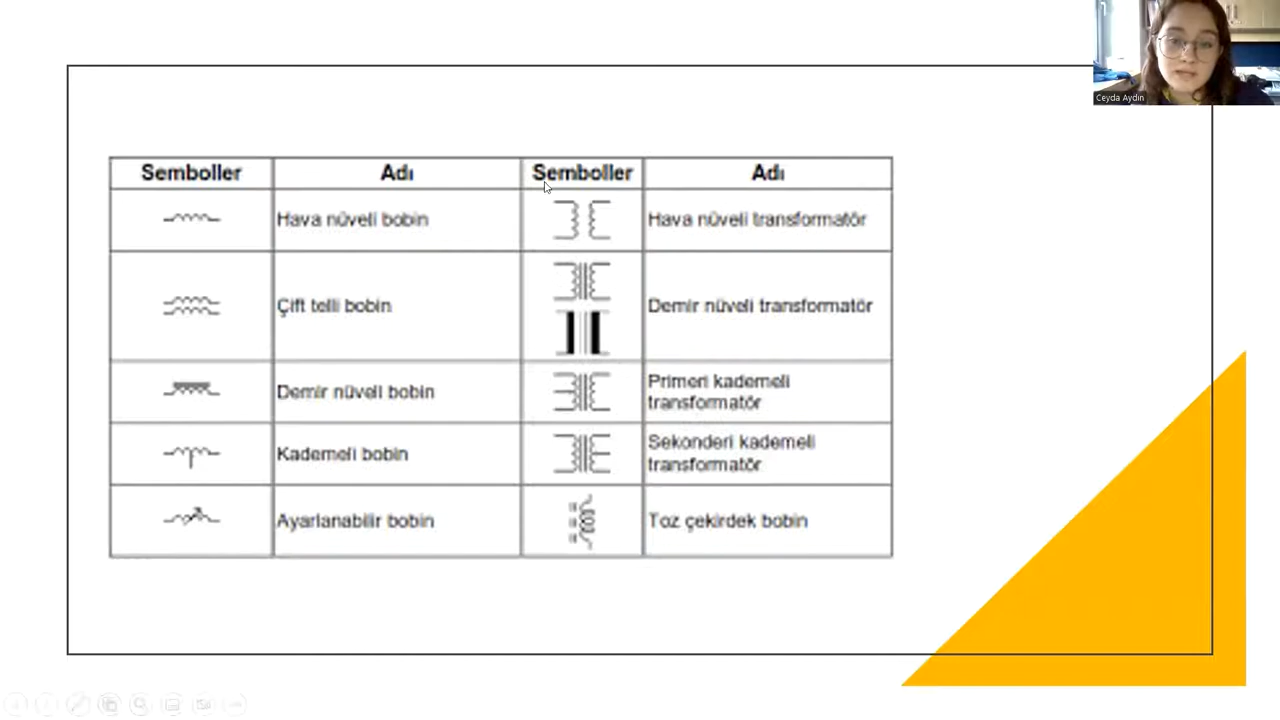 Ceyda Aydin
Semboller Adı Semboller Adı
Hava nüveli bobin Hava nüveli transformatör
Çift telli bobin Demir nüveli transformatör
Demir nüveli bobin Primeri kademeli
transformatör
Kademeli bobin Sekonderi kademeli
transformatör
Ayarlanabilir bobin Toz çekirdek bobin